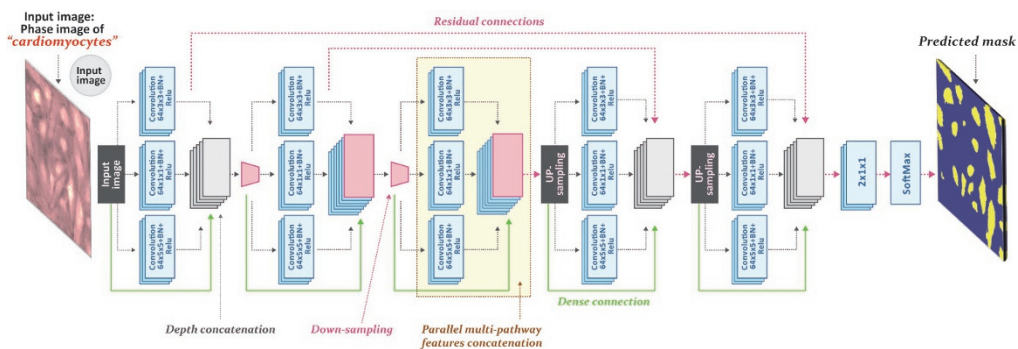 Input image:
Phase image of
"cardiomyocytes"
Residual connections
Predicted mask
Input
image
Input image
Convolution
64x3x3+BN+
Relu
Convolution
64x1x1+BN+
Relu
Convolution
64x5x5+BN+
Relu
Convolution
64x3x3+BN+
Relu
Convolution
64x1x1+BN+
Relu
Convolution
64x5x5+BN+
Relu
Convolution
64x3x3+BN+
Relu
Convolution
64x1x1+BN+
Relu
Convolution
64x5x5+BN+
Relu
UP-
sampling
Convolution
64x3x3+BN+
Relu
Convolution
64x1x1+BN+
Relu
Convolution
64x5x5+BN+
Relu
UP-
sampling
Convolution
64x3x3+BN+
Relu
Convolution
64x1x1+BN+
Relu
Convolution
64x5x5+BN+
Relu
2x1x1
SoftMax
Depth concatenation
Down-sampling
Parallel multi-pathway
features concatenation
Dense connection